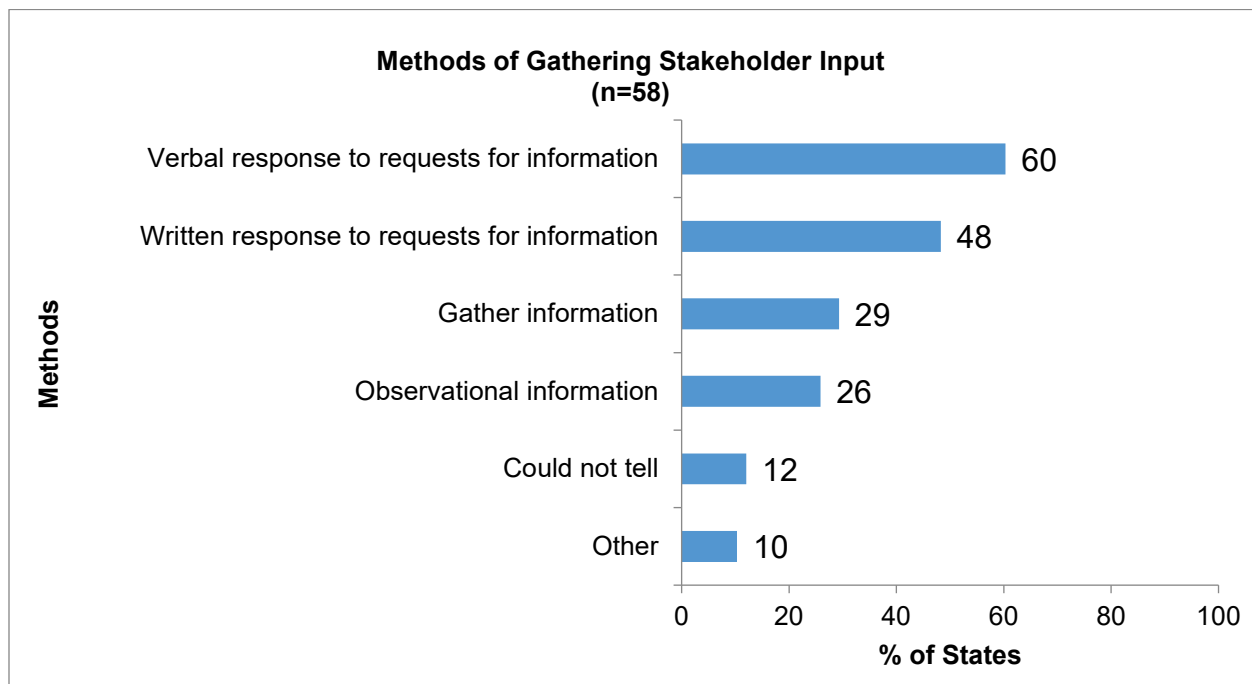 Methods of Gathering Stakeholder Input
(n=58)
Methods
Verbal response to requests for information 60
Written response to requests for information 48
Gather information 29
Observational information 26
Could not tell 12
Other 10
0 20 40 60 80 100
% of States